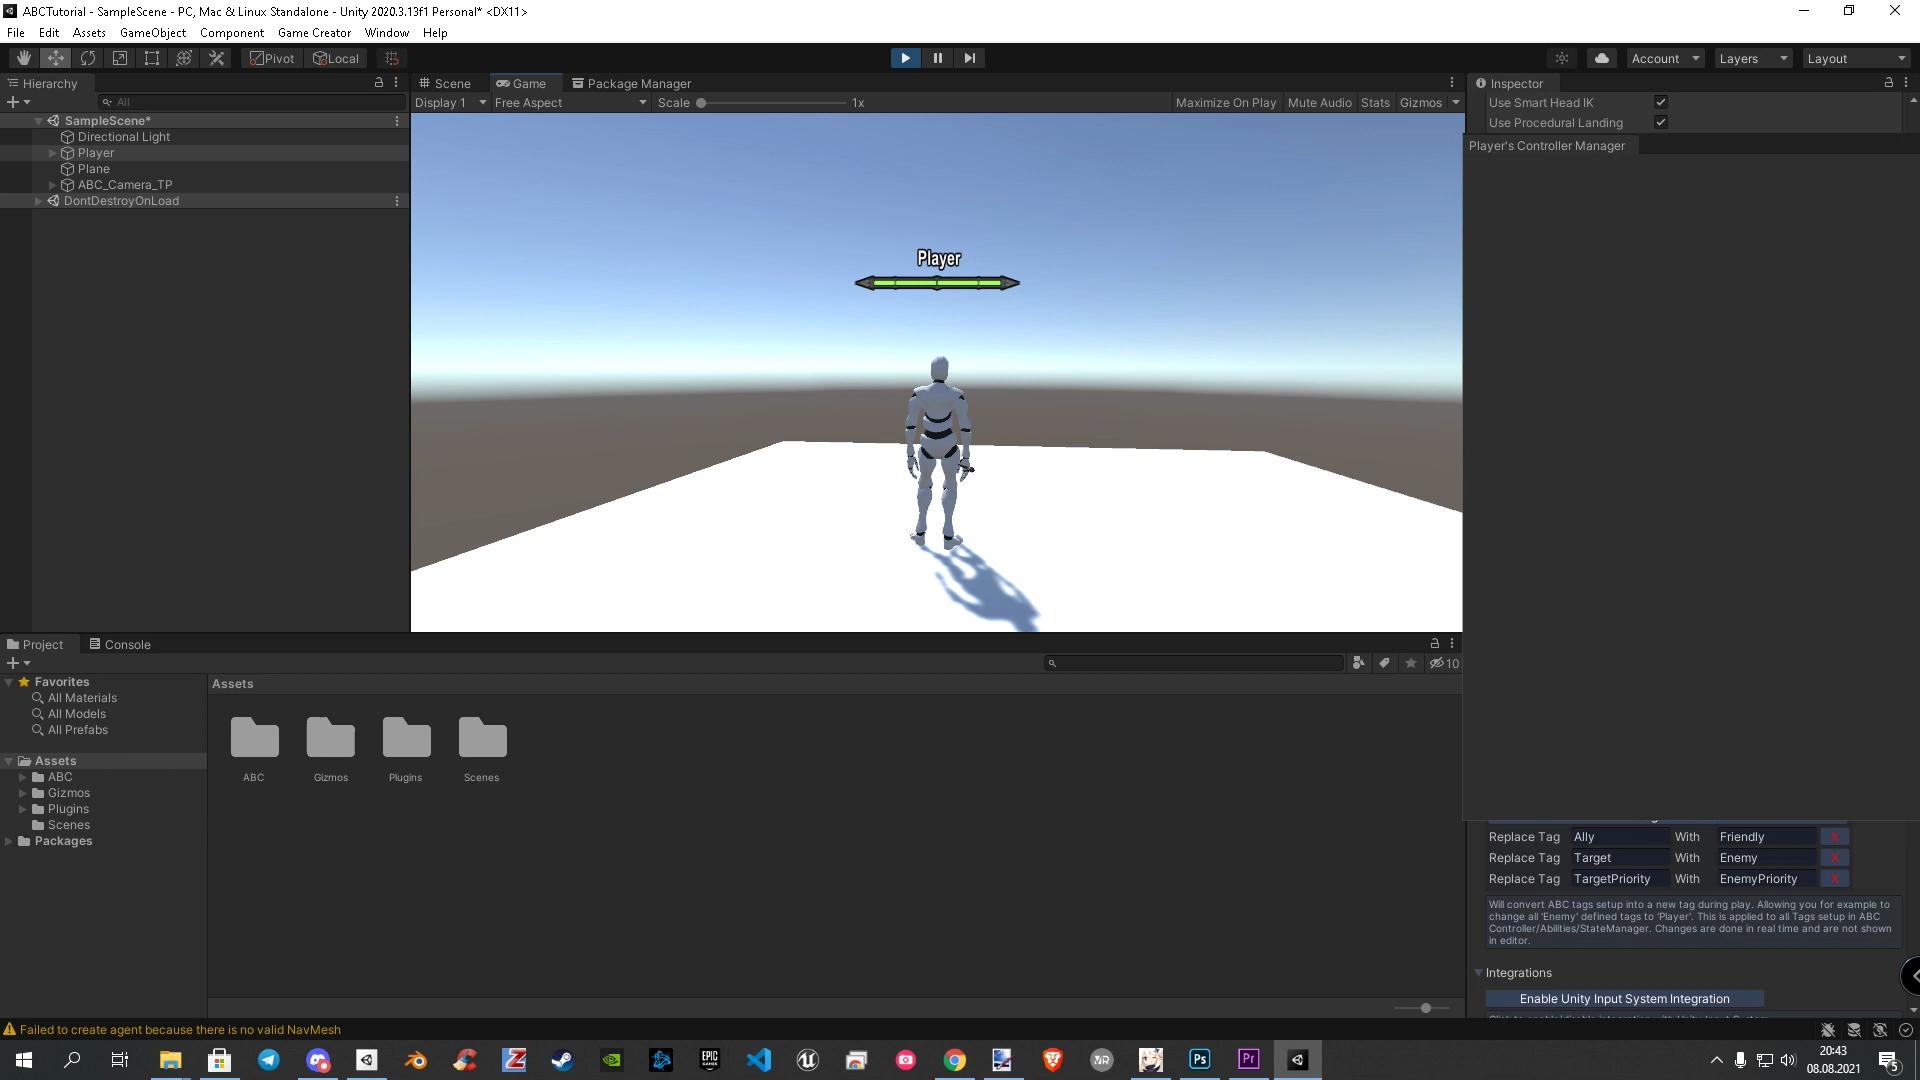 ABCTutorial - SampleScene - PC, Mac & Linux Standalone - Unity 2020.3.13f1 Personal* <DX11>
File Edit Assets GameObject Component Game Creator Window Help
Pivot Local Account Layers Layout
Hierarchy
All
SampleScene*
Directional Light
Player
Plane
ABC_Camera_TP
DontDestroyOnLoad
Scene Game Package Manager
Display 1 Free Aspect Scale 1x Maximize On Play Mute Audio Stats Gizmos
Player
Inspector
Use Smart Head IK
Use Procedural Landing
Player's Controller Manager
Replace Tag Ally With Friendly X
Replace Tag Target With Enemy X
Replace Tag TargetPriority With EnemyPriority X
Will convert ABC tags setup into a new tag during play. Allowing you for example to
change all 'Enemy' defined tags to 'Player'. This is applied to all Tags setup in ABC
Controller/Abilities/StateManager. Changes are done in real time and are not shown
in editor.
Integrations
Enable Unity Input System Integration
Project Console
10
Favorites
All Materials
All Models
All Prefabs
Assets
ABC
Gizmos
Plugins
Scenes
Packages
Assets
ABC Gizmos Plugins Scenes
Failed to create agent because there is no valid NavMesh
EPIC GAMES VR Ps Pr
20:43
08.08.2021
5